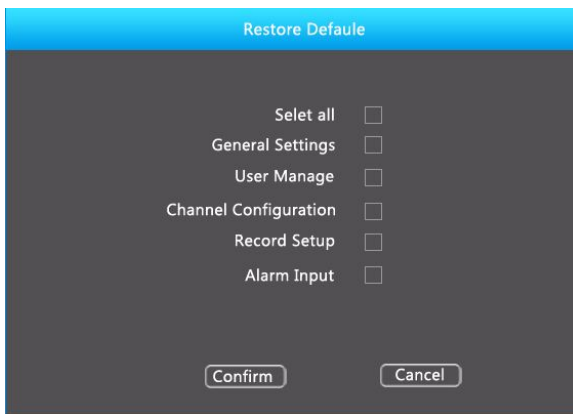 Restore Defaule
Selet all
General Settings
User Manage
Channel Configuration
Record Setup
Alarm Input
Confirm
Cancel